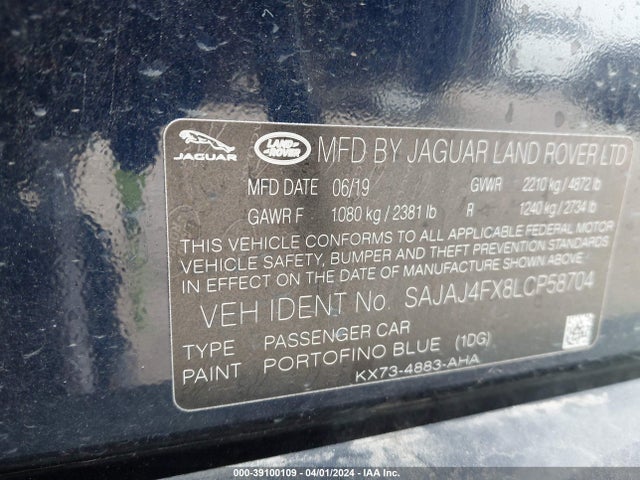 JAGUAR LAND ROVER MFD BY JAGUAR LAND ROVER LTD
MFD DATE 06/19 GVWR 2210 kg / 4872 lb
GAWR F 1080 kg / 2381 lb R 1240 kg / 2734 lb
THIS VEHICLE CONFORMS TO ALL APPLICABLE FEDERAL MOTOR
VEHICLE SAFETY, BUMPER AND THEFT PREVENTION STANDARDS
IN EFFECT ON THE DATE OF MANUFACTURE SHOWN ABOVE.
VEH IDENT No. SAJAJ4FX8LCP58704
TYPE PASSENGER CAR
PAINT PORTOFINO BLUE (1DG)
KX73-4883-AHA
00-39100109 | 04/01/2024 | IAA Inc.